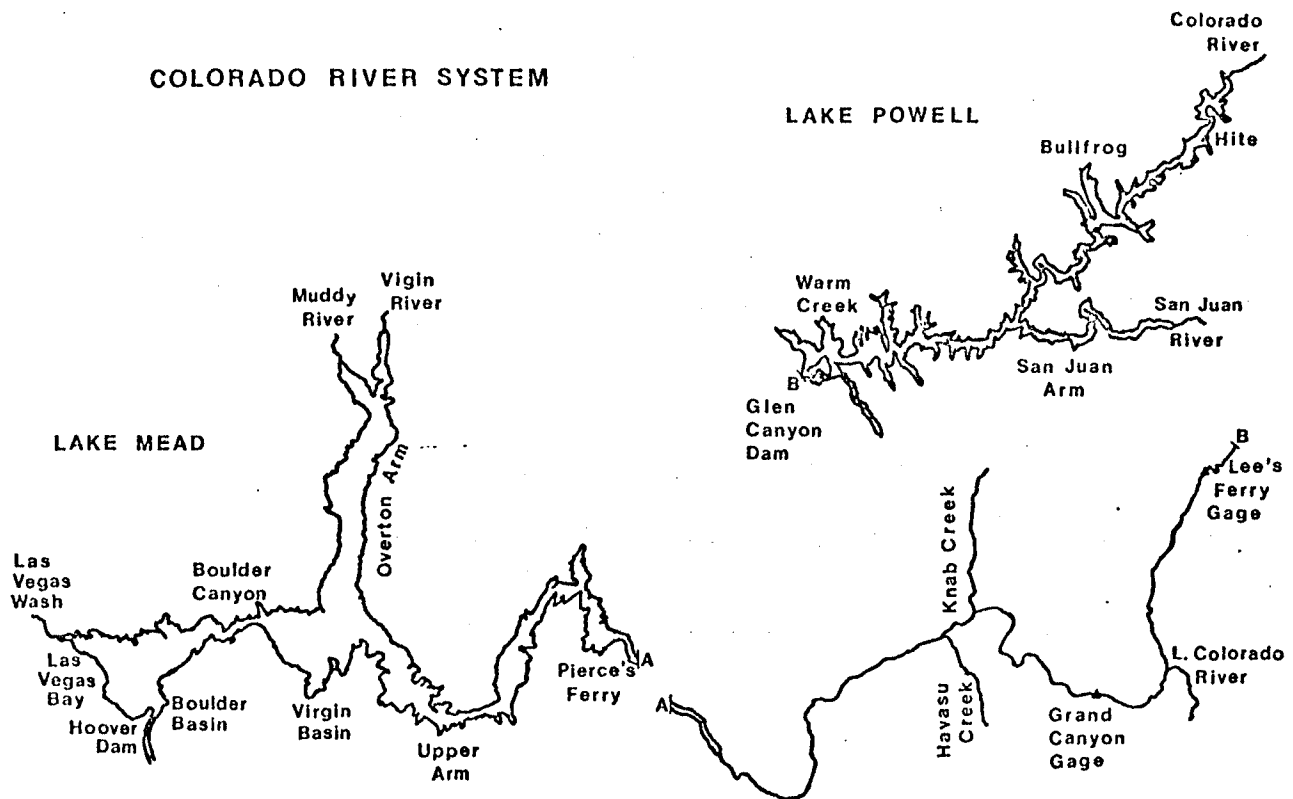 COLORADO RIVER SYSTEM
Colorado
River
LAKE POWELL
Hite
Bullfrog
Warm
Creek
San Juan
River
San Juan
Arm
B
Glen
Canyon
Dam
Muddy
River
Vigin
River
LAKE MEAD
Overton Arm
Las
Vegas
Wash
Boulder
Canyon
Las
Vegas
Bay
Hoover
Dam
Boulder
Basin
Virgin
Basin
Upper
Arm
Pierce's
Ferry
A
A
Knab Creek
Havasu
Creek
Grand
Canyon
Gage
L. Colorado
River
B
Lee's
Ferry
Gage